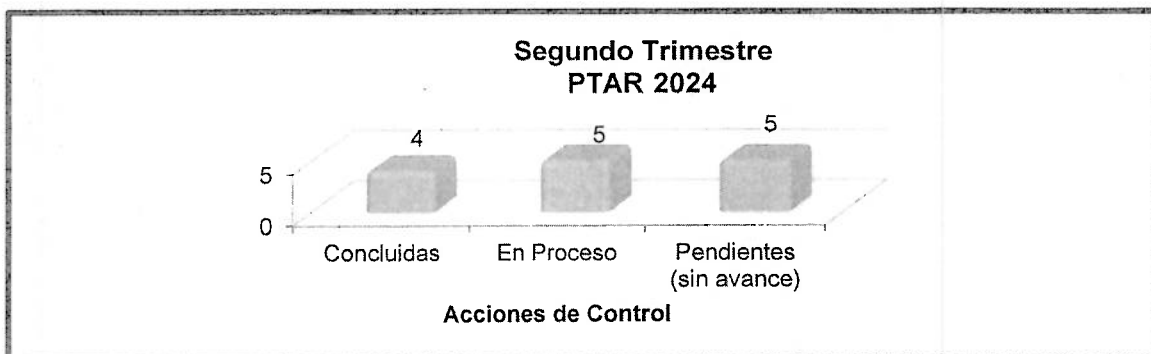 Segundo Trimestre
PTAR 2024
4
5
5
5
0
Concluidas
En Proceso
Pendientes
(sin avance)
Acciones de Control